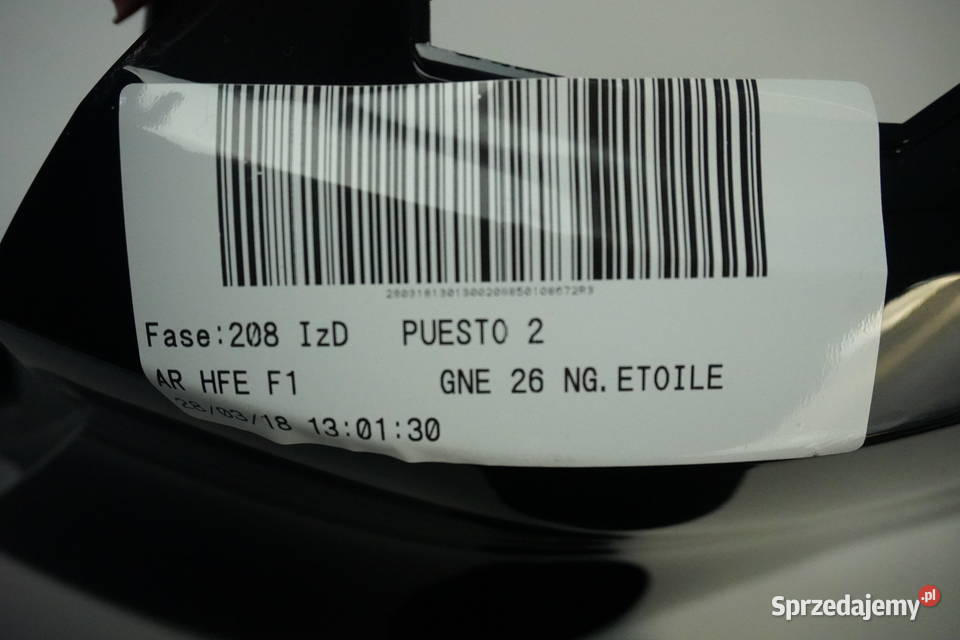 Fase:208 IzD PUESTO 2
AR HFE F1 GNE 26 NG.ETOILE
28/03/18 13:01:30
Sprzedajemy.pl